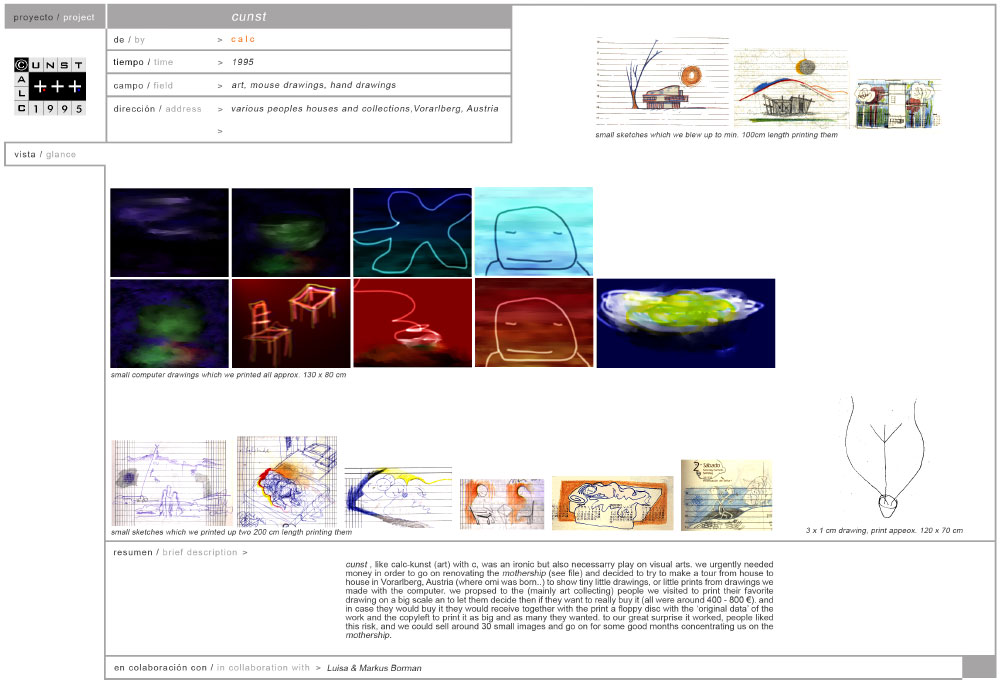 proyecto / project
cunst
© U N S T
A
L
C 1 9 9 5
de / by > calc
tiempo / time > 1995
campo / field > art, mouse drawings, hand drawings
dirección / address > various peoples houses and collections,Vorarlberg, Austria
>
small sketches which we blew up to min. 100cm length printing them
vista / glance
small computer drawings which we printed all approx. 130 x 80 cm
2 Sábado
small sketches which we printed up two 200 cm length printing them
3 x 1 cm drawing, print appeox. 120 x 70 cm
resumen / brief description >
cunst , like calc-kunst (art) with c, was an ironic but also necessarry play on visual arts. we urgently needed
money in order to go on renovating the mothership (see file) and decided to try to make a tour from house to
house in Vorarlberg, Austria (where omi was born..) to show tiny little drawings, or little prints from drawings we
made with the computer. we propsed to the (mainly art collecting) people we visited to print their favorite
drawing on a big scale an to let them decide then if they want to really buy it (all were around 400 - 800 €). and
in case they would buy it they would receive together with the print a floppy disc with the 'original data' of the
work and the copyleft to print it as big and as many they wanted. to our great surprise it worked, people liked
this risk, and we could sell around 30 small images and go on for some good months concentrating us on the
mothership.
en colaboración con / in collaboration with > Luisa & Markus Borman